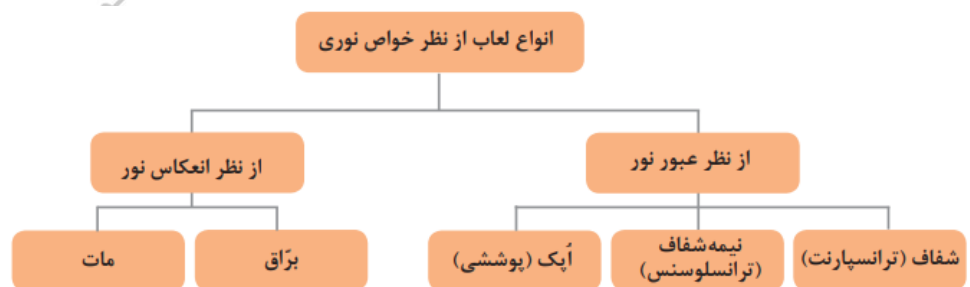 انواع لعاب از نظر خواص نوری
از نظر عبور نور
از نظر انعکاس نور
شفاف (ترانسپارنت)
نیمه‌شفاف
(ترانسلوسنس)
اُپک (پوششی)
برّاق
مات